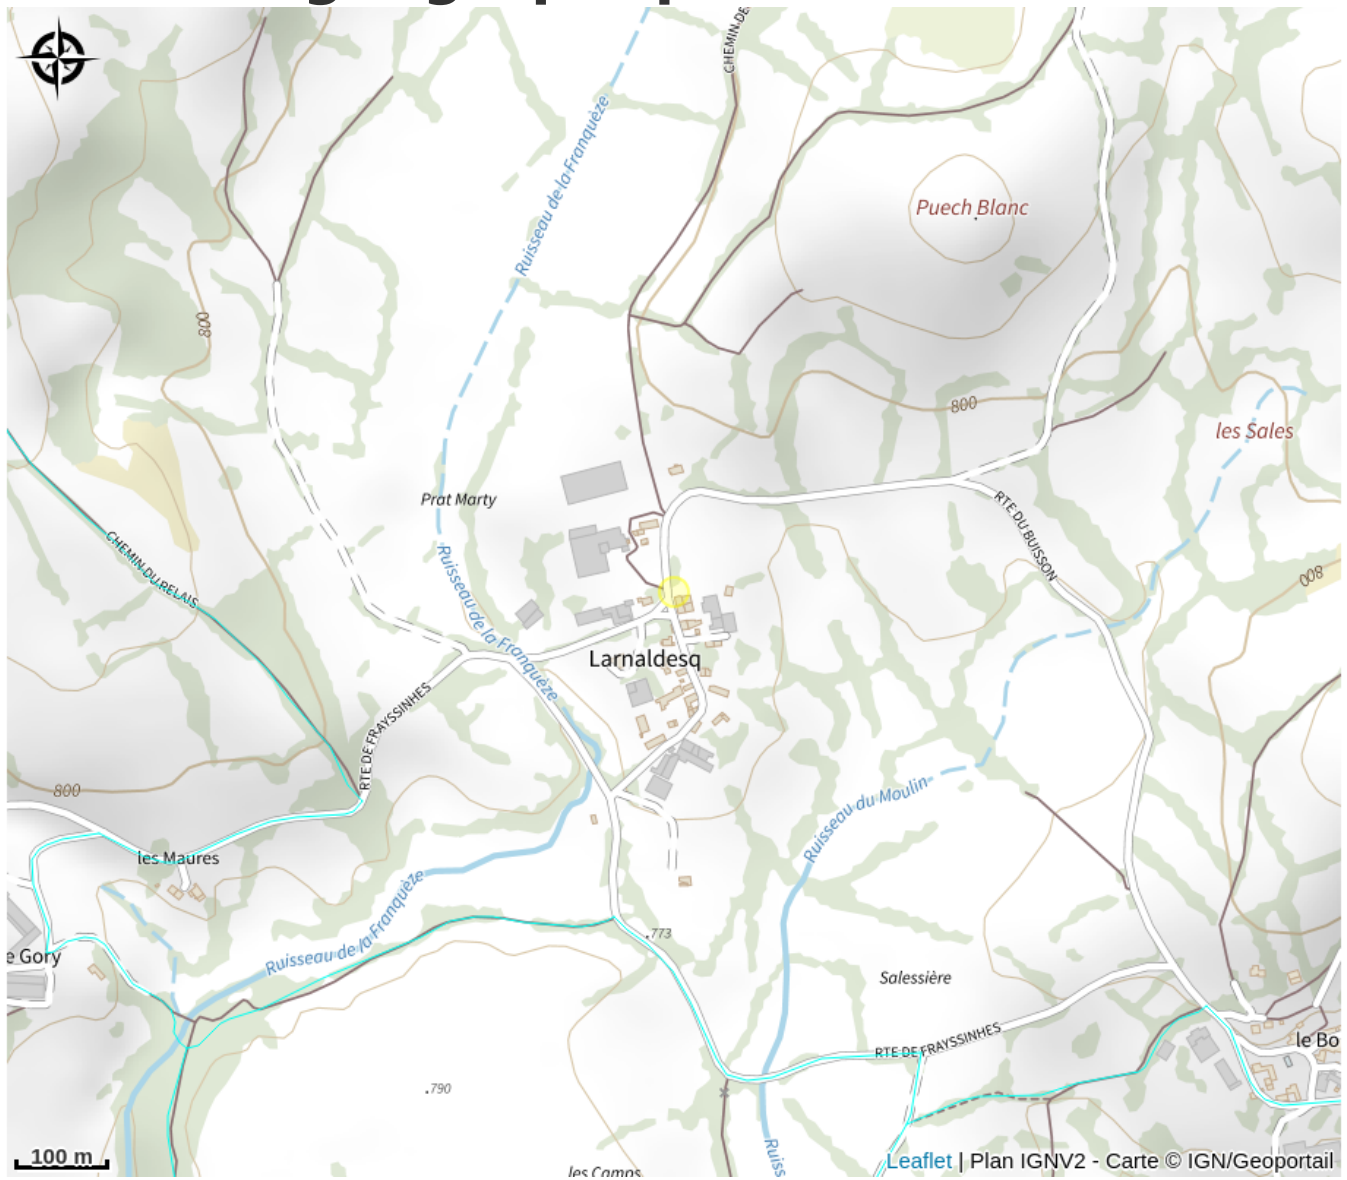 CHEMIN DE
Ruisseau de la Franquèze
Puech Blanc
800
800
les Sales
Prat Marty
RTE DU BUISSON
CHEMIN DU RELAIS
Ruisseau de la Franquèze
800
Larnaldesq
RTE DE FRAYSSINHES
800
Ruisseau du Moulin
les Maures
Ruisseau de la Franquèze
773
e Gory
Salessière
RTE DE FRAYSSINHES
le Bo
790
Ruiss
100 m
les Camps
Leaflet | Plan IGNV2 - Carte © IGN/Geoportail